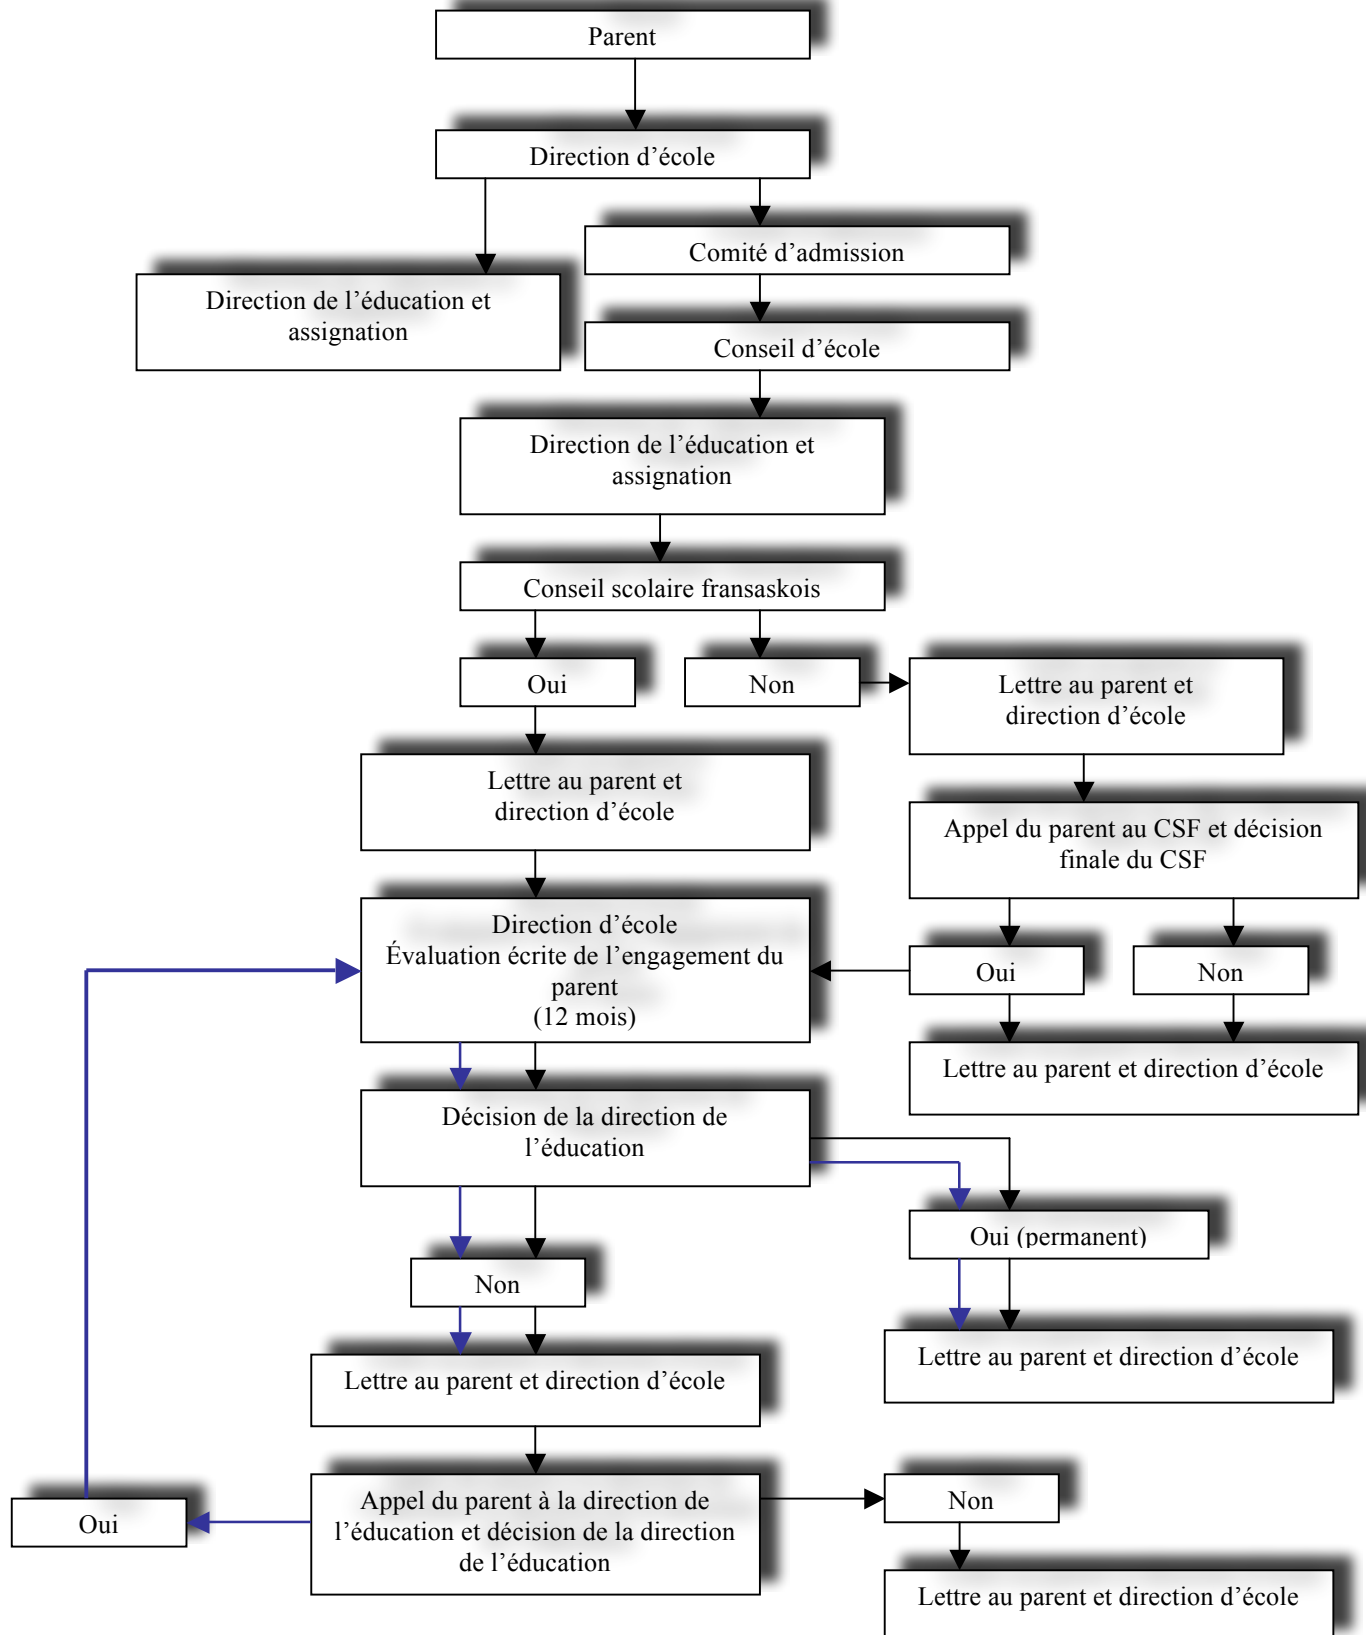 Parent
Direction d’école
Comité d’admission
Direction de l’éducation et
assignation
Conseil d’école
Direction de l’éducation et
assignation
Conseil scolaire fransaskois
Oui
Non
Lettre au parent et
direction d’école
Lettre au parent et
direction d’école
Appel du parent au CSF et décision
finale du CSF
Direction d’école
Évaluation écrite de l’engagement du
parent
(12 mois)
Oui
Non
Lettre au parent et direction d’école
Décision de la direction de
l’éducation
Oui (permanent)
Non
Lettre au parent et direction d’école
Lettre au parent et direction d’école
Appel du parent à la direction de
l’éducation et décision de la direction
de l’éducation
Non
Oui
Lettre au parent et direction d’école